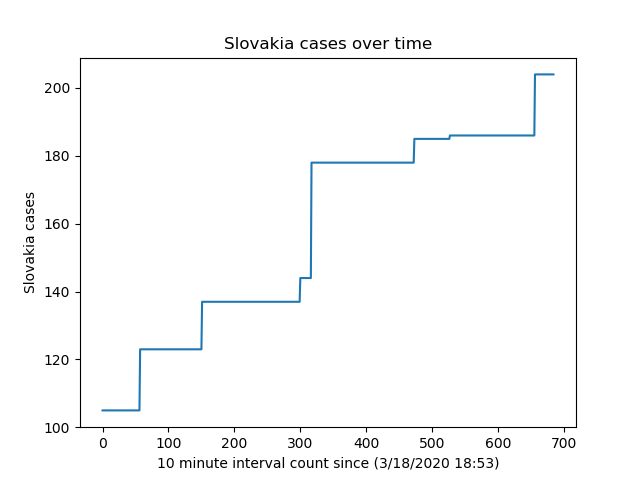 Slovakia cases over time
Slovakia cases
200
180
160
140
120
100
0 100 200 300 400 500 600 700
10 minute interval count since (3/18/2020 18:53)